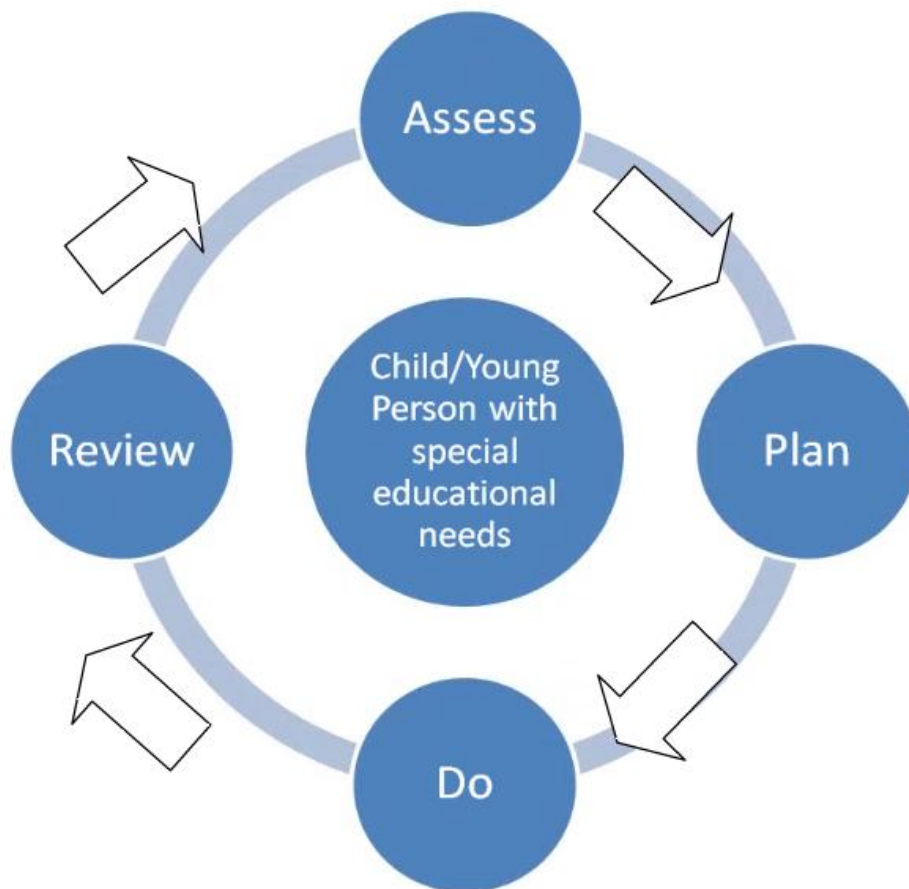 Assess
Child/Young
Person with
special
educational
needs
Review
Plan
Do